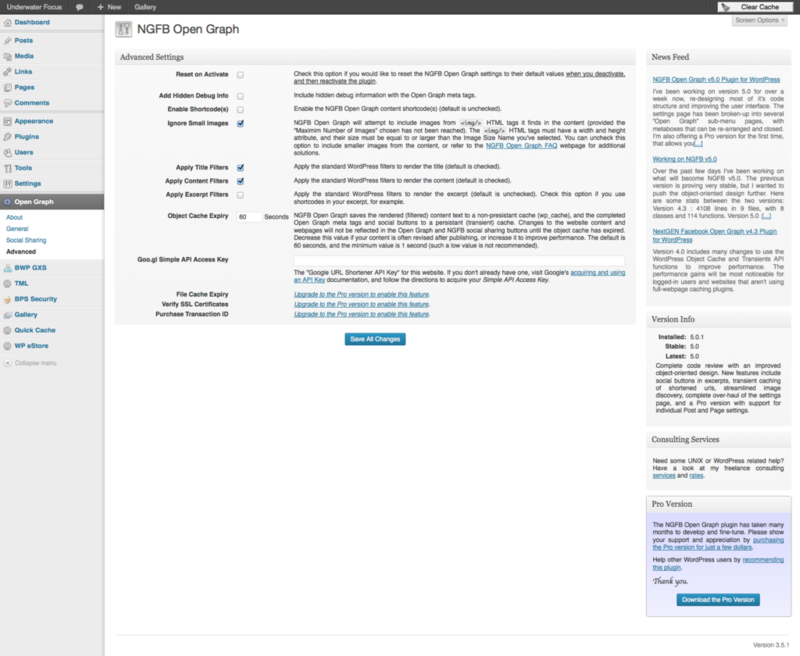 Underwater Focus
+ New
Gallery
Clear Cache
Screen Options
Dashboard
Posts
Media
Links
Pages
Comments
Appearance
Plugins
Users
Tools
Settings
Open Graph
About
General
Social Sharing
Advanced
BWP GXS
TML
BPS Security
Gallery
Quick Cache
WP eStore
Collapse menu
NGFB Open Graph
Advanced Settings
Reset on Activate
Check this option if you would like to reset the NGFB Open Graph settings to their default values when you deactivate,
and then reactivate the plugin.
Add Hidden Debug Info
Include hidden debug information with the Open Graph meta tags.
Enable Shortcode(s)
Enable the NGFB Open Graph content shortcode(s) (default is unchecked).
Ignore Small Images
NGFB Open Graph will attempt to include images from <img/> HTML tags it finds in the content (provided the
"Maximim Number of Images" chosen has not been reached). The <img/> HTML tags must have a width and height
attribute, and their size must be equal to or larger than the Image Size Name you've selected. You can uncheck this
option to include smaller images from the content, or refer to the NGFB Open Graph FAQ webpage for additional
solutions.
Apply Title Filters
Apply the standard WordPress filters to render the title (default is checked).
Apply Content Filters
Apply the standard WordPress filters to render the content (default is checked).
Apply Excerpt Filters
Apply the standard WordPress filters to render the excerpt (default is unchecked). Check this option if you use
shortcodes in your excerpt, for example.
Object Cache Expiry
60 Seconds
NGFB Open Graph saves the rendered (filtered) content text to a non-presistant cache (wp_cache), and the completed
Open Graph meta tags and social buttons to a persistant (transient) cache. Changes to the website content and
webpages will not be reflected in the Open Graph and NGFB social sharing buttons until the object cache has expired.
Decrease this value if your content is often revised after publishing, or increase it to improve performance. The default is
60 seconds, and the minimum value is 1 second (such a low value is not recommended).
Goo.gl Simple API Access Key
The "Google URL Shortener API Key" for this website. If you don't already have one, visit Google's acquiring and using
an API Key documentation, and follow the directions to acquire your Simple API Access Key.
File Cache Expiry
Upgrade to the Pro version to enable this feature.
Verify SSL Certificates
Upgrade to the Pro version to enable this feature.
Purchase Transaction ID
Upgrade to the Pro version to enable this feature.
Save All Changes
News Feed
NGFB Open Graph v5.0 Plugin for WordPress
I've been working on version 5.0 for over a
week now, re-designing most of it's code
structure and improving the user interface. The
settings page has been broken-up into several
"Open Graph" sub-menu pages, with
metaboxes that can be re-arranged and closed.
I'm also offering a Pro version for the first time,
that allows you[...]
Working on NGFB v5.0
Over the past few days I've been working on
what will become NGFB v5.0. The previous
version is proving very stable, but I wanted to
push the object-oriented design further. Here
are some stats between the two versions:
Version 4.3 : 4108 lines in 9 files, with 8
classes and 114 functions. Version 5.0 [...]
NextGEN Facebook Open Graph v4.3 Plugin
for WordPress
Version 4.0 includes many changes to use the
WordPress Object Cache and Transients API
functions to improve performance. The
performance gains will be most noticeable for
logged-in users and websites that aren't using
full-webpage caching plugins.
Version Info
Installed: 5.0.1
Stable: 5.0
Latest: 5.0
Complete code review with an improved
object-oriented design. New features include
social buttons in excerpts, transient caching
of shortened urls, streamlined image
discovery, complete over-haul of the settings
page, and a Pro version with support for
individual Post and Page settings.
Consulting Services
Need some UNIX or WordPress related help?
Have a look at my freelance consulting
services and rates.
Pro Version
The NGFB Open Graph plugin has taken many
months to develop and fine-tune. Please show
your support and appreciation by purchasing
the Pro version for just a few dollars.
Help other WordPress users by recommending
this plugin.
Thank you.
Download the Pro Version
Version 3.5.1